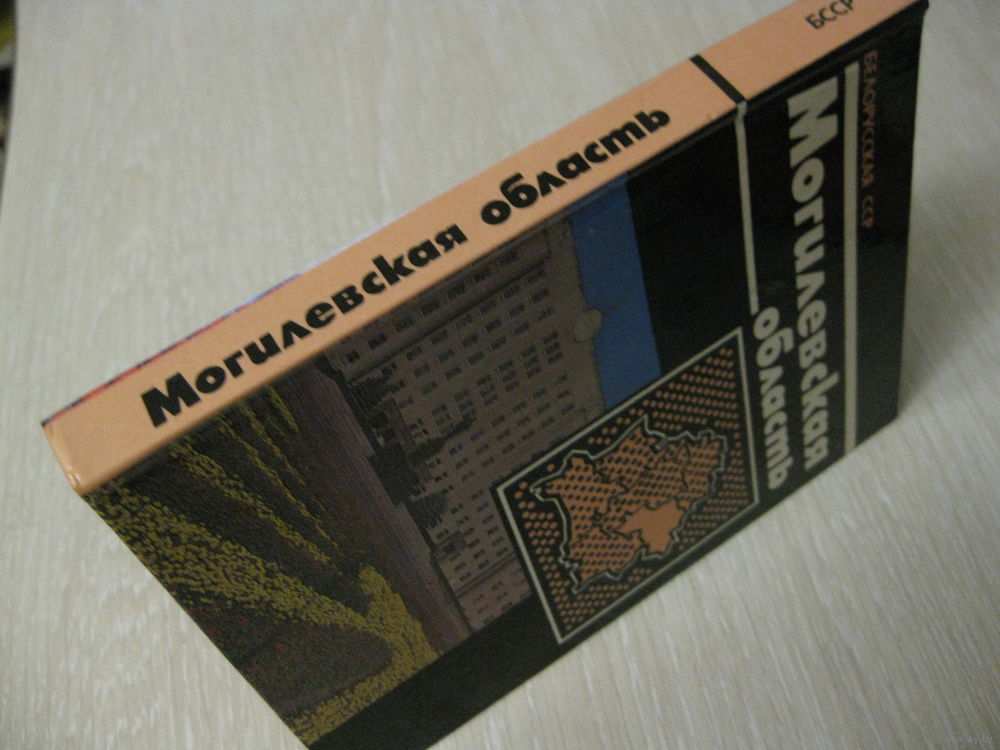 БССР
Могилевская область
БЕЛОРУССКАЯ ССР
Могилевская
область